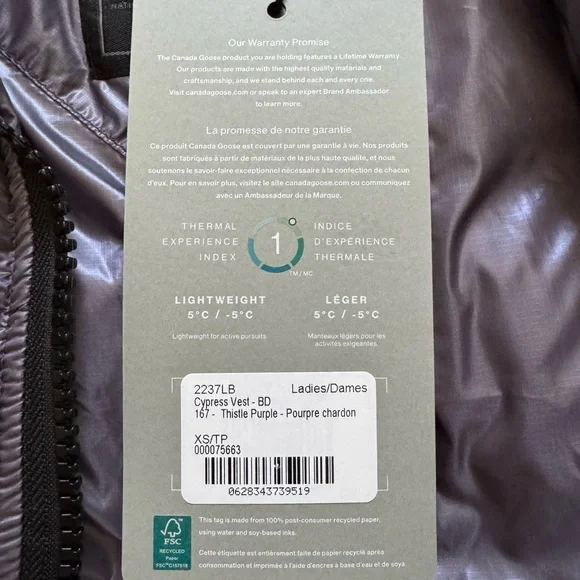 Our Warranty Promise
The Canada Goose product you are holding features a Lifetime Warranty.
Our products are made with the highest quality materials and
craftsmanship, and we stand behind each and every one.
Visit canadagoose.com or speak to an expert Brand Ambassador
to learn more.
La promesse de notre garantie
Ce produit Canada Goose est couvert par une garantie à vie. Nos produits
sont fabriqués à partir de matériaux de la plus haute qualité, et nous
soutenons le savoir-faire exceptionnel nécessaire à la confection de chacun
d'eux. Pour en savoir plus, visitez le site canadagoose.com ou communiquez
avec un Ambassadeur de la Marque.
THERMAL
EXPERIENCE
INDEX
1
TM/MC
INDICE
D'EXPÉRIENCE
THERMALE
LIGHTWEIGHT
5°C / -5°C
Lightweight for active pursuits
LÉGER
5°C / -5°C
Manteaux légers pour les
activités exigeantes.
2237LB Ladies/Dames
Cypress Vest - BD
167 - Thistle Purple - Pourpre chardon
XS/TP
000075663
0628343739519
FSC
RECYCLED
Paper
FSC® C157618
This tag is made from 100% post-consumer recycled paper,
using water and soy-based inks.
Cette étiquette est entièrement faite de papier recyclé après
consommation et imprimée à l'aide d'encres à base d'eau et de soya.